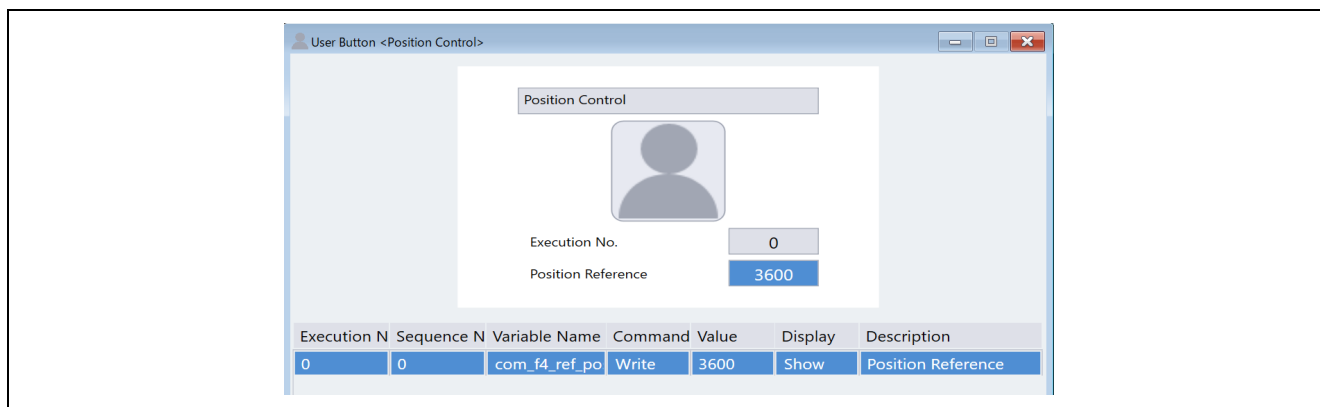 User Button <Position Control>
Position Control
Execution No. 0
Position Reference 3600
Execution N Sequence N Variable Name Command Value Display Description
0 0 com_f4_ref_po Write 3600 Show Position Reference